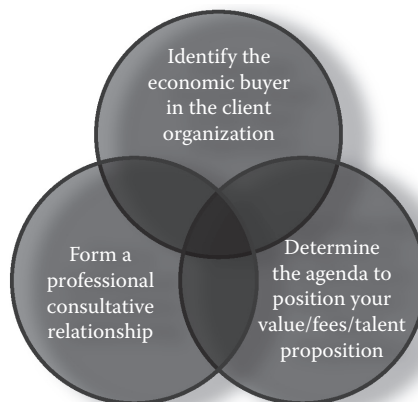 Identify the
economic buyer
in the client
organization
Form a
professional
consultative
relationship
Determine
the agenda to
position your
value/fees/talent
proposition